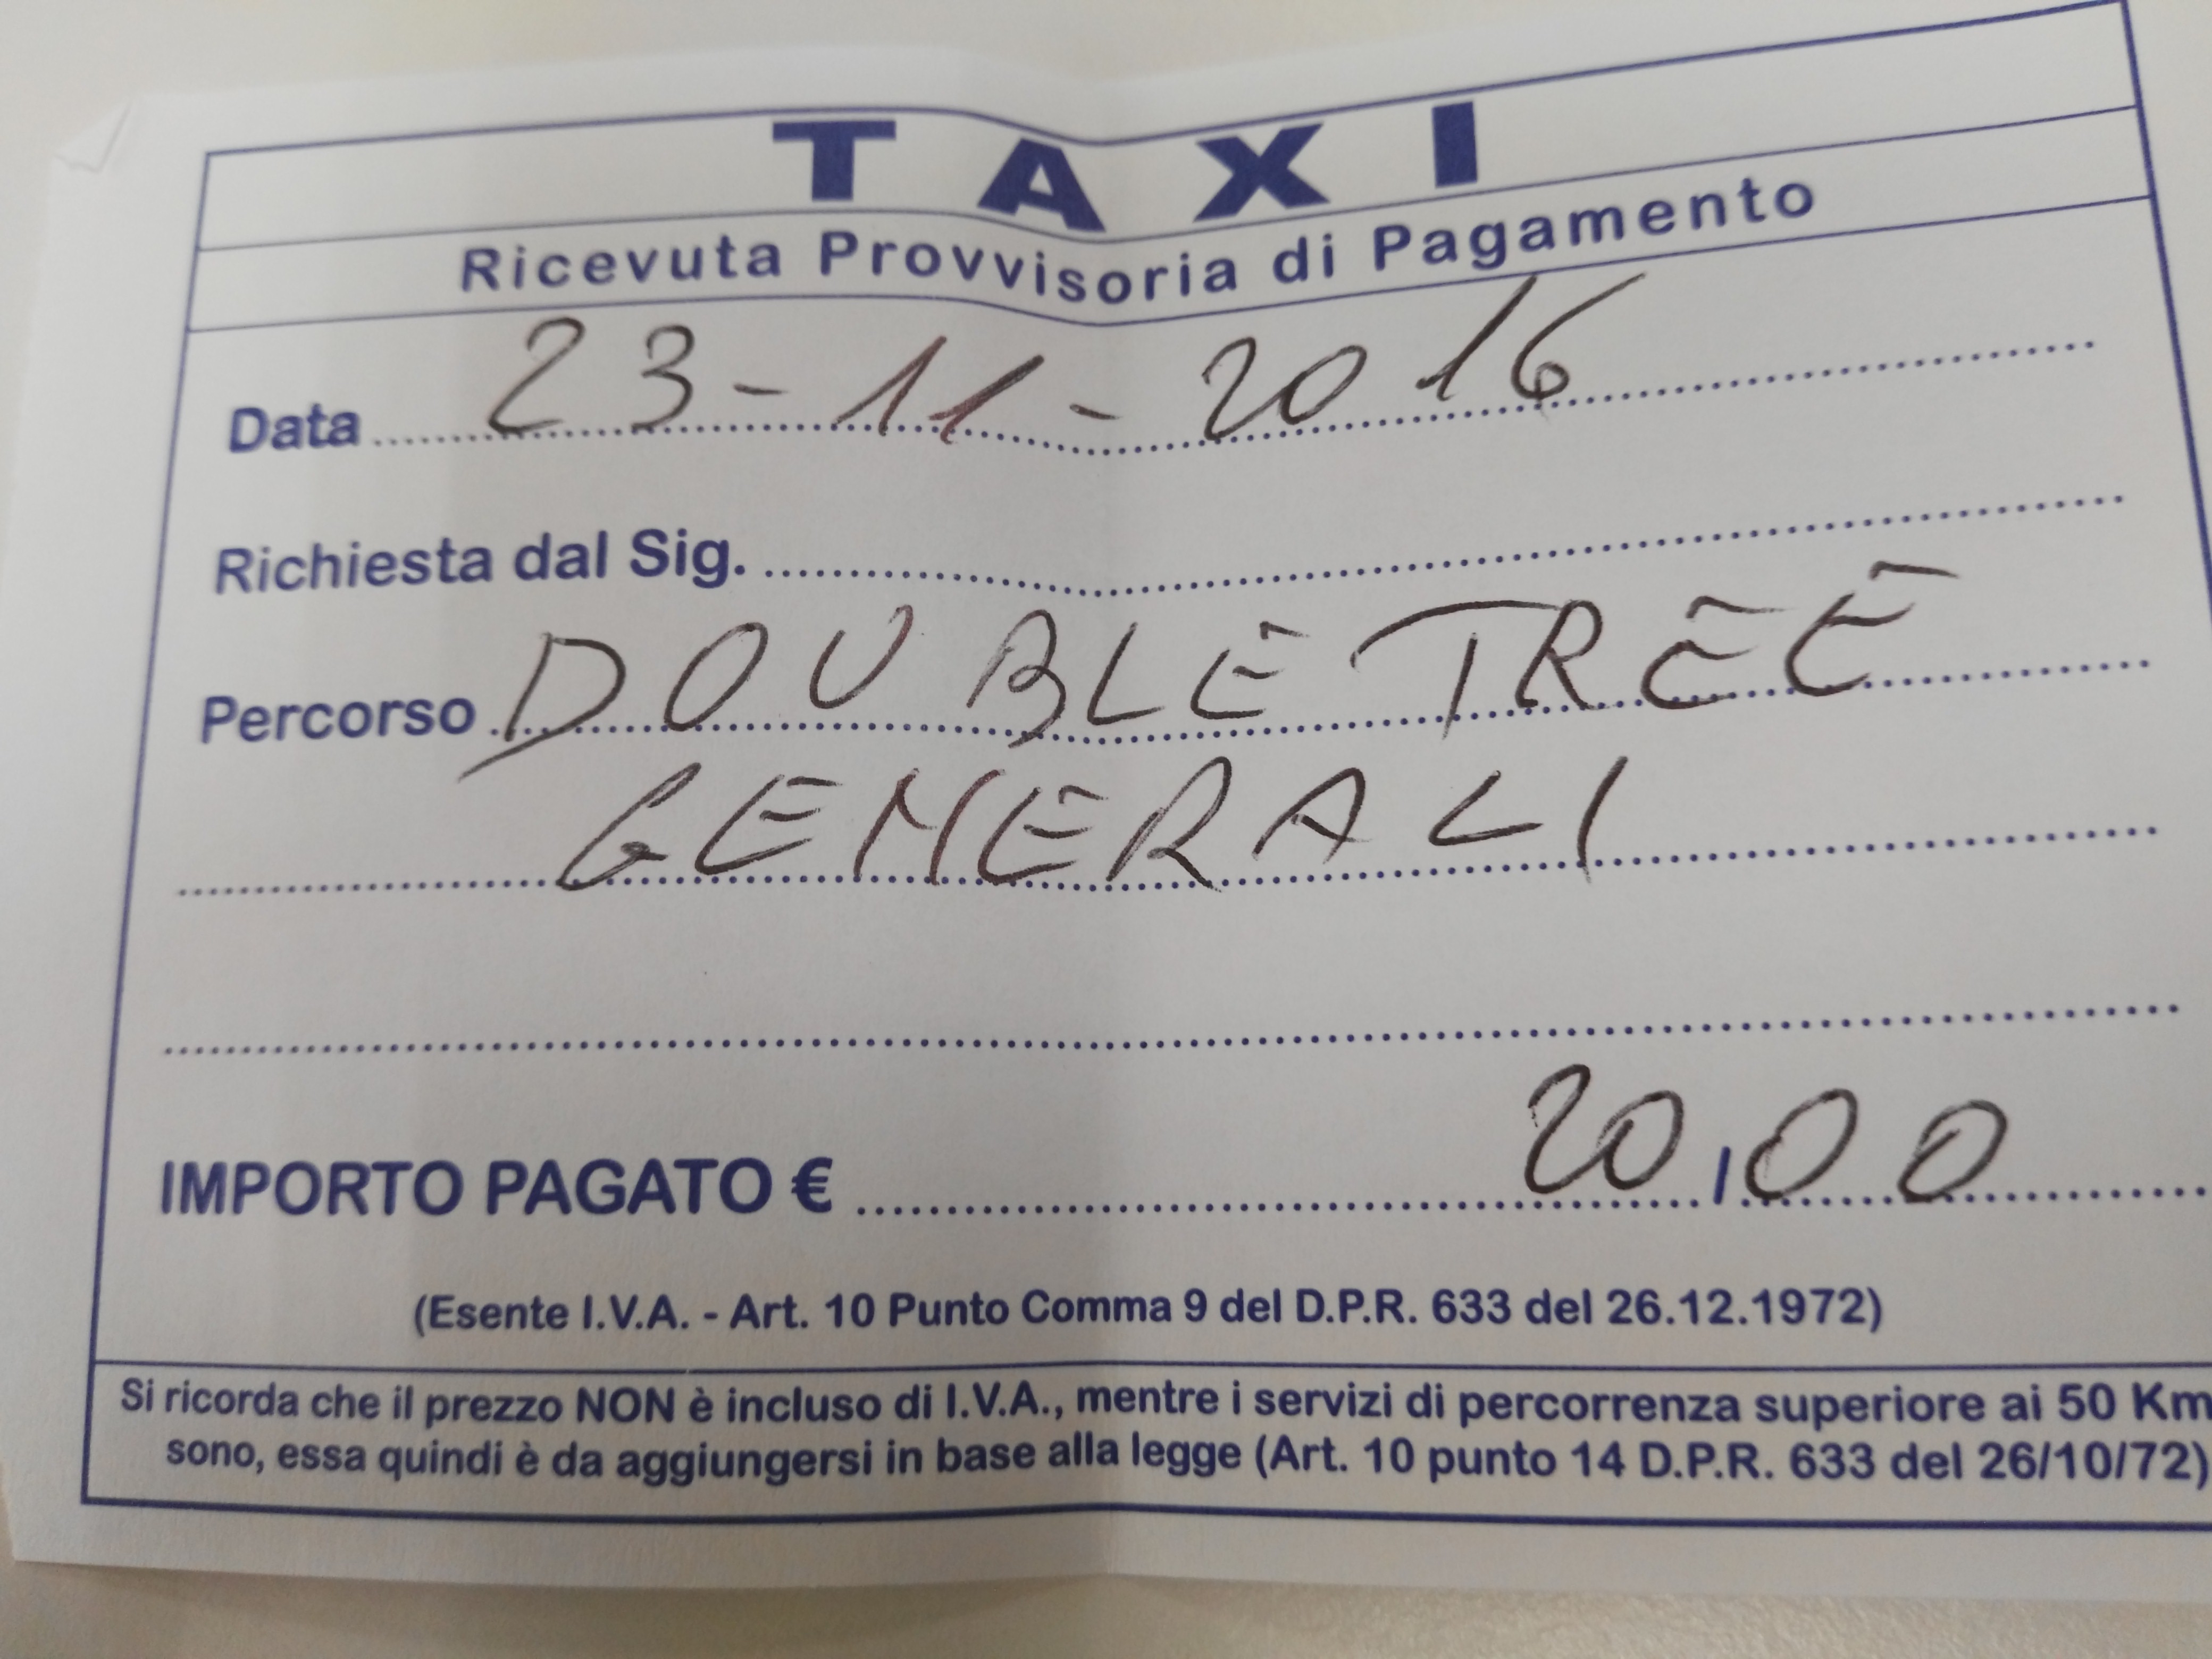 TAXI
Ricevuta Provvisoria di Pagamento
Data 23-11-2016
Richiesta dal Sig.
Percorso DOUBLETREE
GENERALI
IMPORTO PAGATO € 20,00
(Esente I.V.A. - Art. 10 Punto Comma 9 del D.P.R. 633 del 26.12.1972)
Si ricorda che il prezzo NON è incluso di I.V.A., mentre i servizi di percorrenza superiore ai 50 Km
sono, essa quindi è da aggiungersi in base alla legge (Art. 10 punto 14 D.P.R. 633 del 26/10/72)